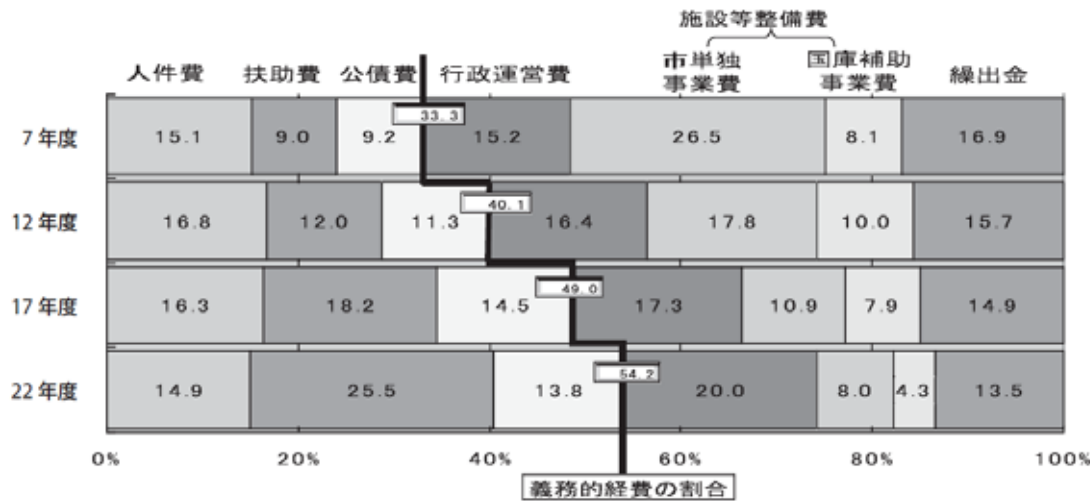 施設等整備費
人件費 扶助費 公債費 行政運営費 市単独事業費 国庫補助事業費 繰出金
7年度 15.1 9.0 9.2 33.3 15.2 26.5 8.1 16.9
12年度 16.8 12.0 11.3 40.1 16.4 17.8 10.0 15.7
17年度 16.3 18.2 14.5 49.0 17.3 10.9 7.9 14.9
22年度 14.9 25.5 13.8 54.2 20.0 8.0 4.3 13.5
0% 20% 40% 60% 80% 100%
義務的経費の割合